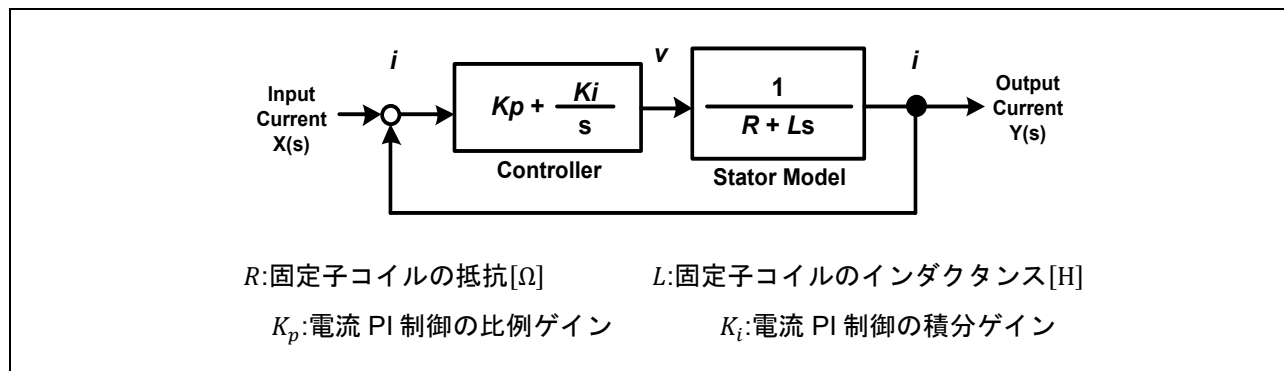 i
v
i
Input
Current
X(s)
Kp + Ki
s
1
R + Ls
Output
Current
Y(s)
Controller
Stator Model
R:固定子コイルの抵抗[Ω]
L:固定子コイルのインダクタンス[H]
Kp:電流 PI 制御の比例ゲイン
Ki:電流 PI 制御の積分ゲイン